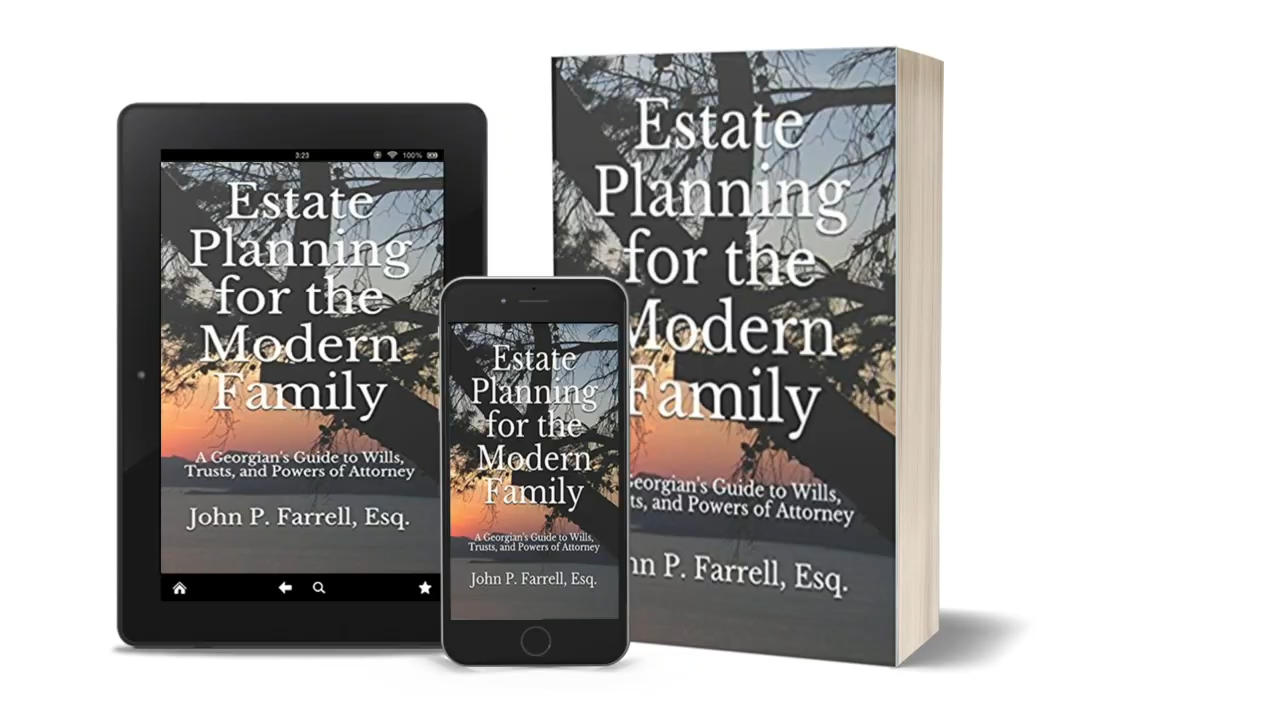 3:23
100%
Estate
Planning
for the
Modern
Family
A Georgian's Guide to Wills,
Trusts, and Powers of Attorney
John P. Farrell, Esq.
Estate
Planning
for the
Modern
Family
A Georgian's Guide to Wills,
Trusts, and Powers of Attorney
John P. Farrell, Esq.
Estate
Planning
for the
Modern
Family
Georgian's Guide to Wills,
ts, and Powers of Attorney
hn P. Farrell, Esq.